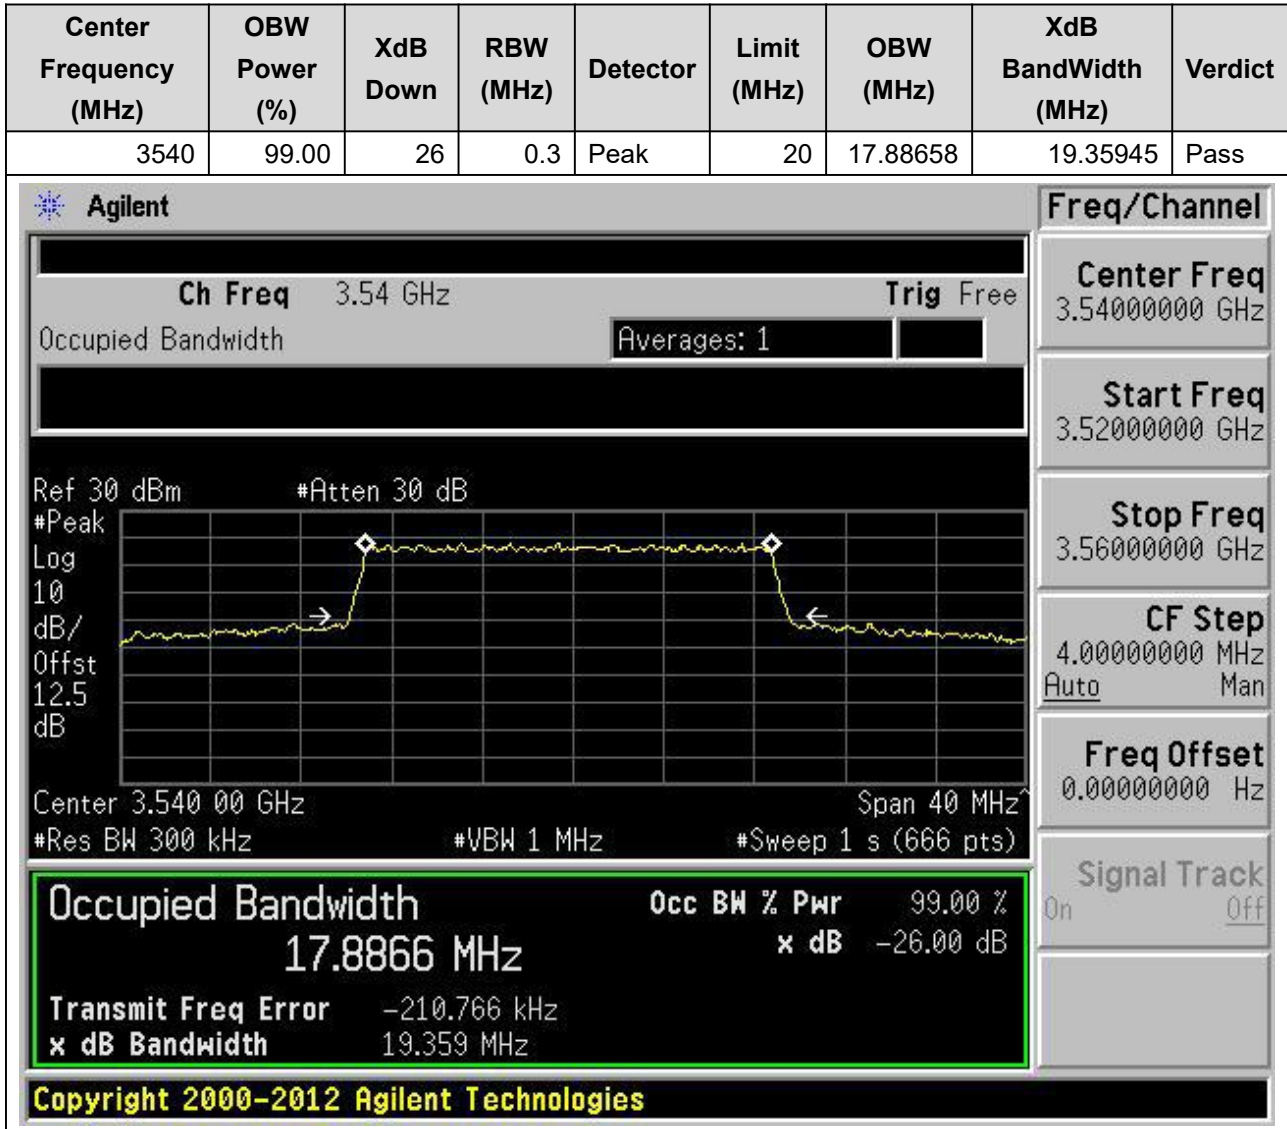 Center Frequency (MHz) OBW Power (%) XdB Down RBW (MHz) Detector Limit (MHz) OBW (MHz) XdB BandWidth (MHz) Verdict
3540 99.00 26 0.3 Peak 20 17.88658 19.35945 Pass
Agilent
Freq/Channel
Ch Freq 3.54 GHz Trig Free
Occupied Bandwidth Averages: 1
Center Freq
3.54000000 GHz
Start Freq
3.52000000 GHz
Stop Freq
3.56000000 GHz
CF Step
4.00000000 MHz
Auto Man
Freq Offset
0.00000000 Hz
Signal Track
On Off
Ref 30 dBm #Atten 30 dB
#Peak
Log
10
dB/
Offst
12.5
dB
Center 3.540 00 GHz Span 40 MHz^
#Res BW 300 kHz #VBW 1 MHz #Sweep 1 s (666 pts)
Occupied Bandwidth Occ BW % Pwr 99.00 %
17.8866 MHz x dB -26.00 dB
Transmit Freq Error -210.766 kHz
x dB Bandwidth 19.359 MHz
Copyright 2000-2012 Agilent Technologies